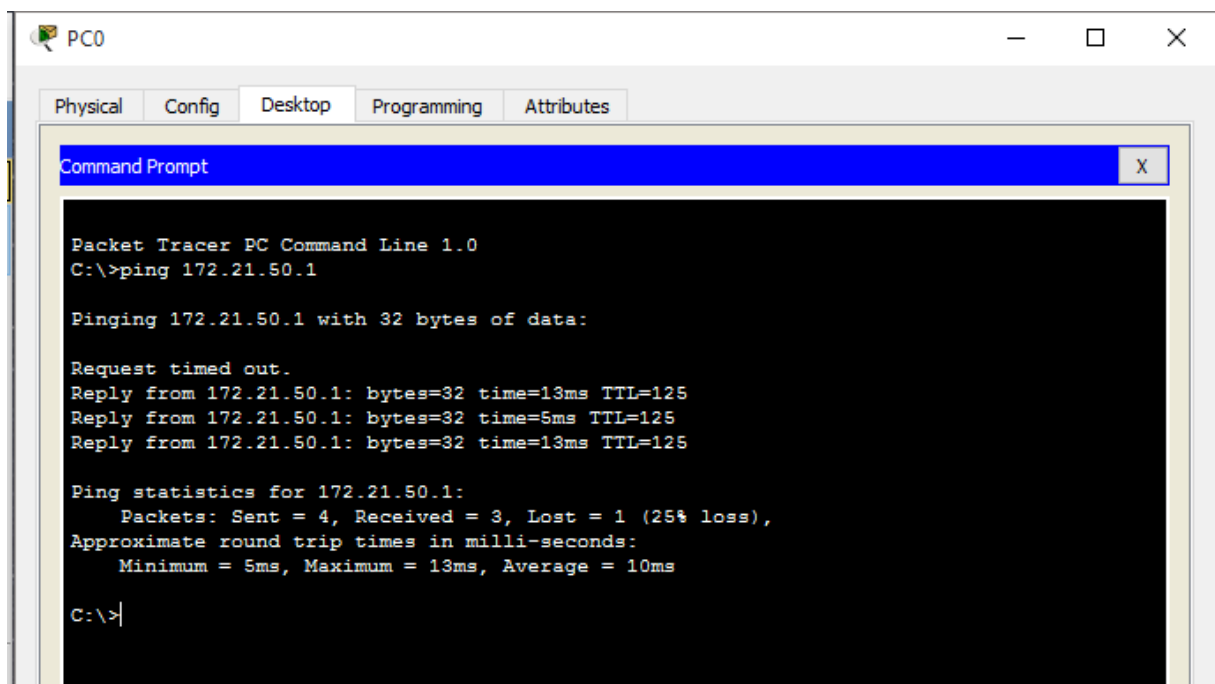 PC0
Physical Config Desktop Programming Attributes
Command Prompt
X
Packet Tracer PC Command Line 1.0
C:\>ping 172.21.50.1
Pinging 172.21.50.1 with 32 bytes of data:
Request timed out.
Reply from 172.21.50.1: bytes=32 time=13ms TTL=125
Reply from 172.21.50.1: bytes=32 time=5ms TTL=125
Reply from 172.21.50.1: bytes=32 time=13ms TTL=125
Ping statistics for 172.21.50.1:
Packets: Sent = 4, Received = 3, Lost = 1 (25% loss),
Approximate round trip times in milli-seconds:
Minimum = 5ms, Maximum = 13ms, Average = 10ms
C:\>